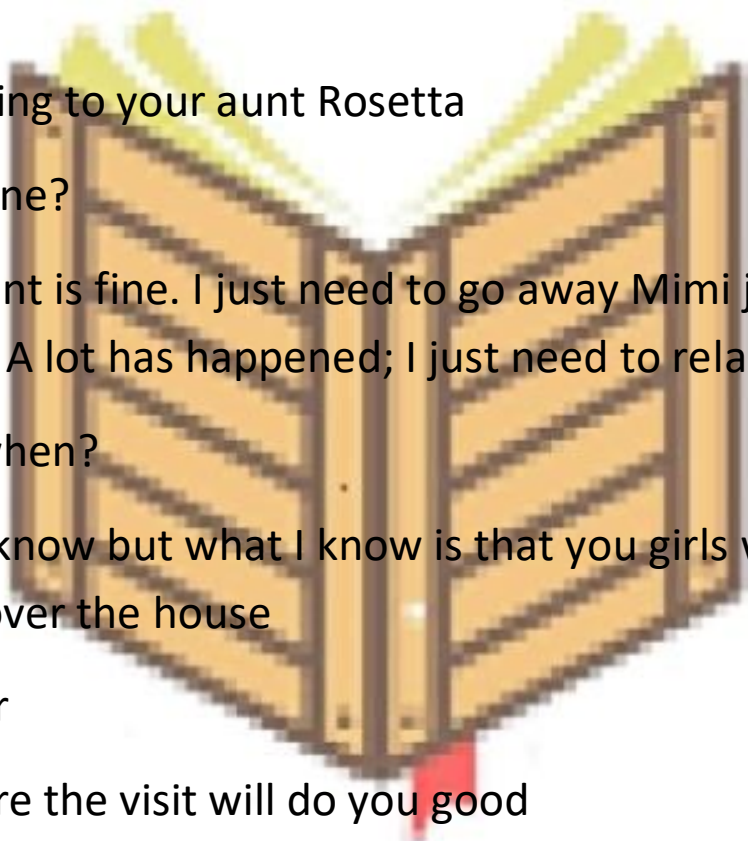 ing to your aunt Rosetta
ne?
nt is fine. I just need to go away Mimi j
A lot has happened; I just need to rela
hen?
know but what I know is that you girls
over the house
r
re the visit will do you good